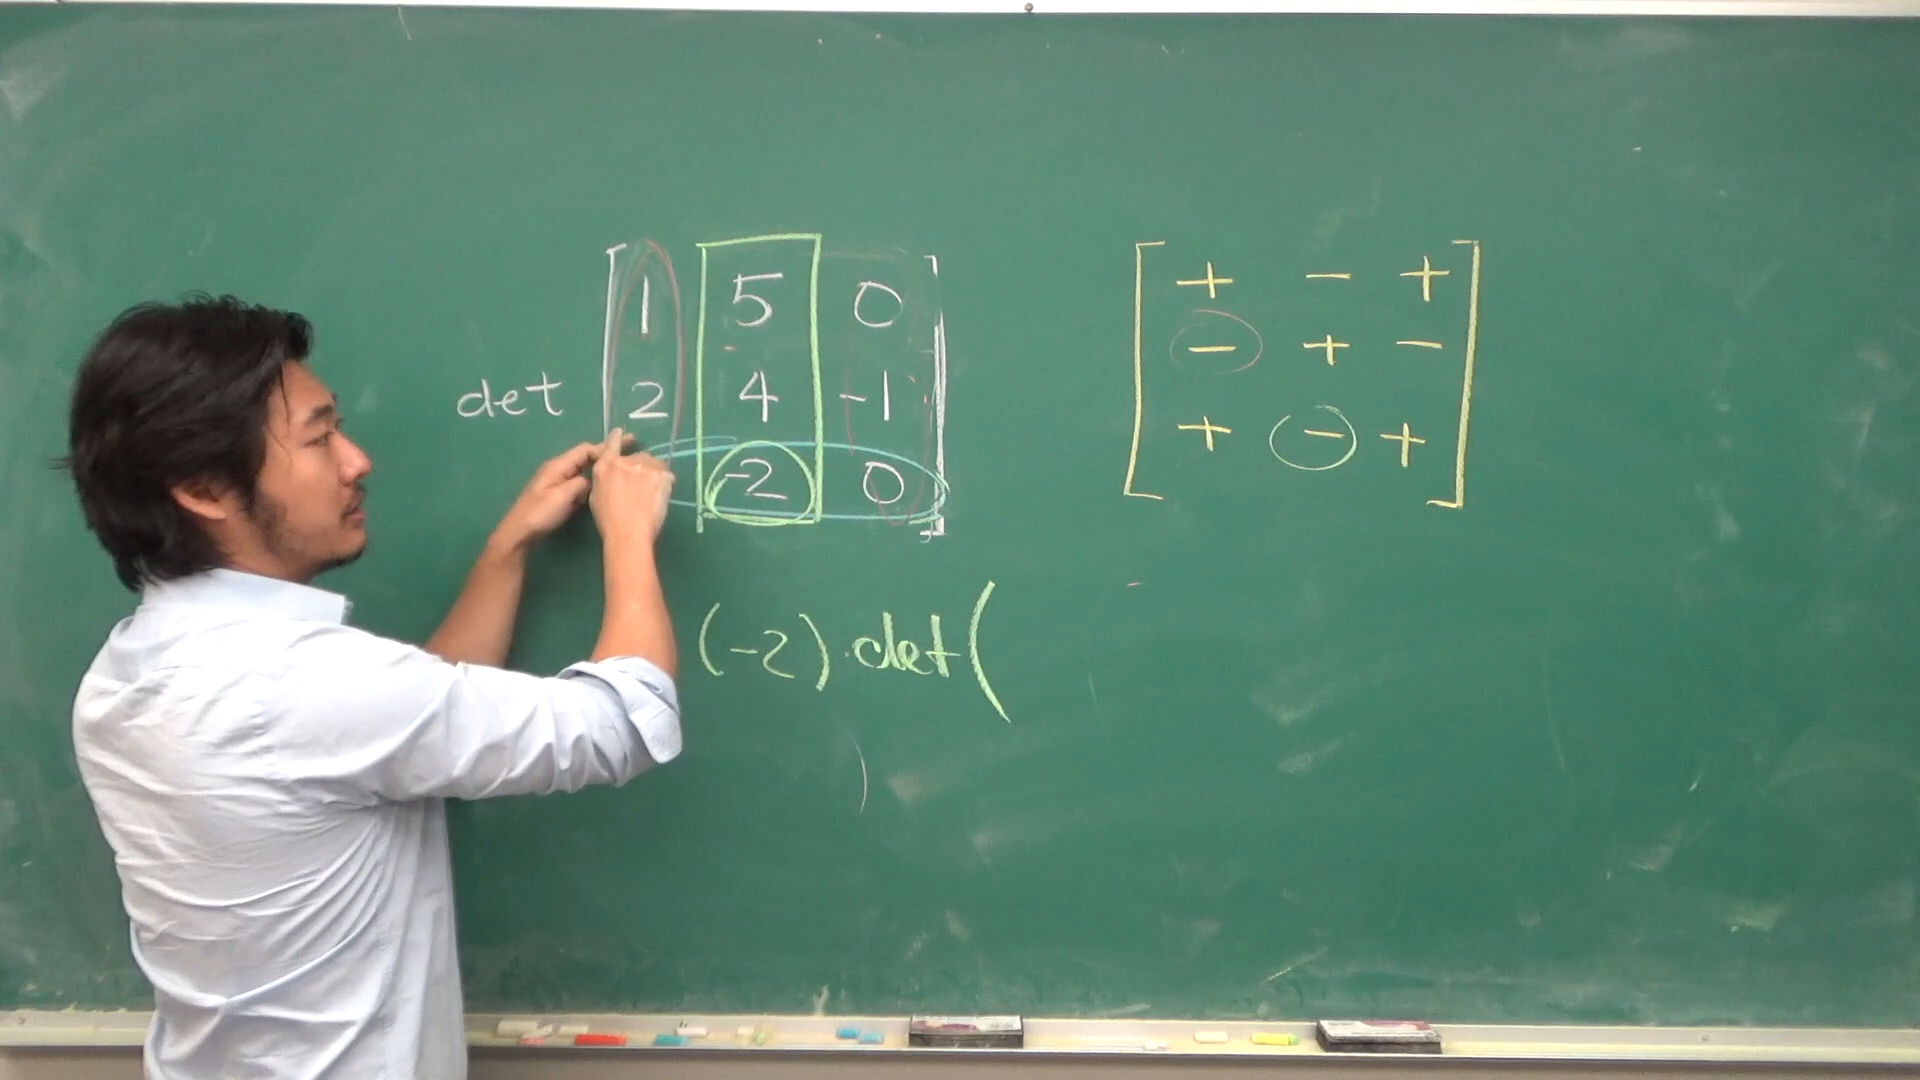 det [ 1 5 0
2 4 -1
-2 0 ]
[ + - +
- + -
+ - + ]
(-2)·det(